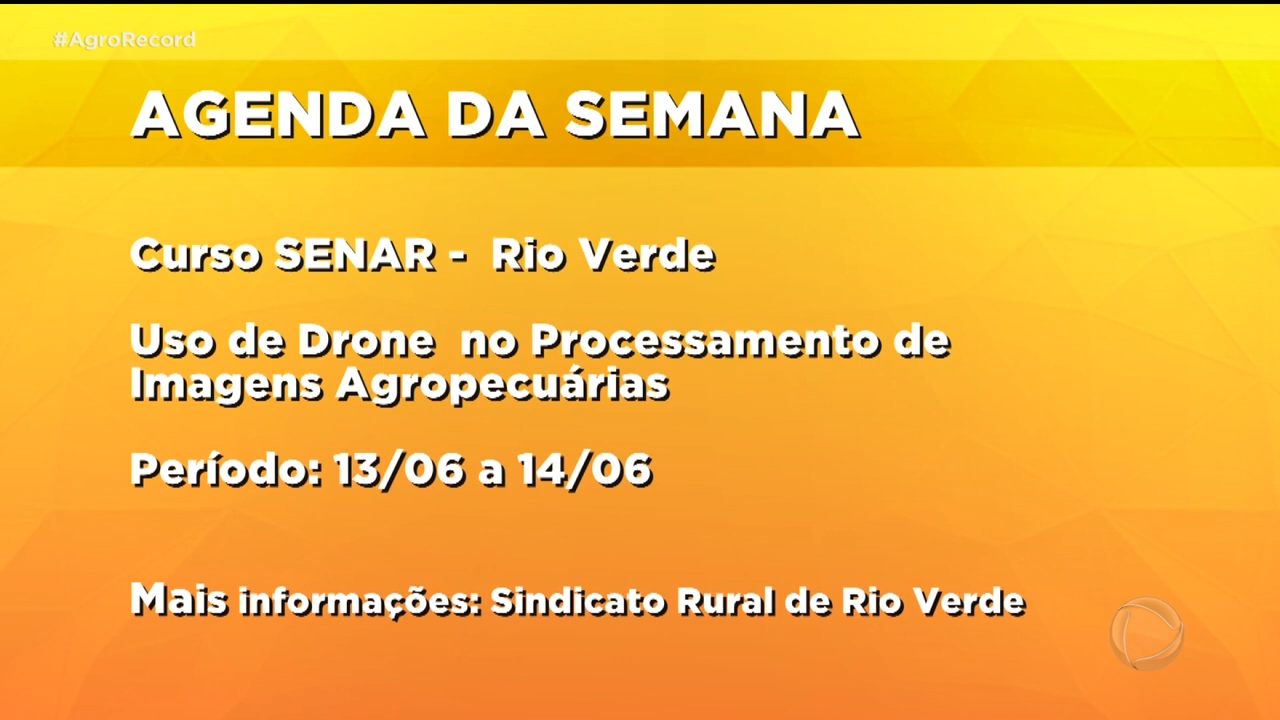 #AgroRecord
AGENDA DA SEMANA
Curso SENAR - Rio Verde
Uso de Drone no Processamento de
Imagens Agropecuárias
Período: 13/06 a 14/06
Mais informações: Sindicato Rural de Rio Verde